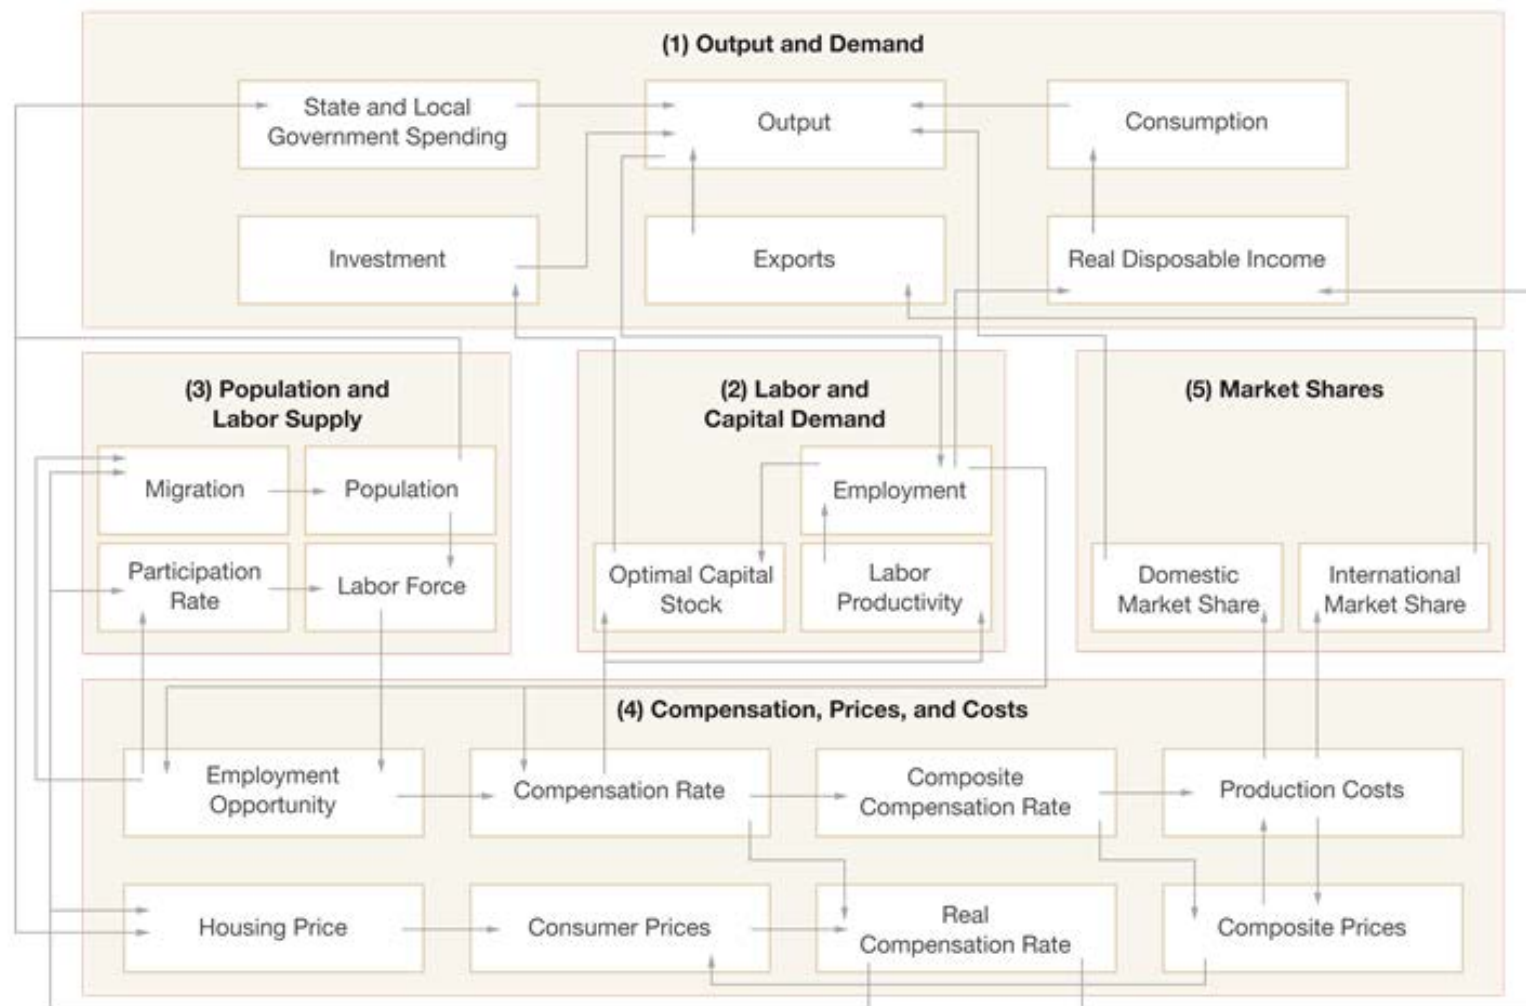 (1) Output and Demand
State and Local
Government Spending
Output
Consumption
Investment
Exports
Real Disposable Income
(3) Population and
Labor Supply
Migration
Population
Participation
Rate
Labor Force
(2) Labor and
Capital Demand
Employment
Optimal Capital
Stock
Labor
Productivity
(5) Market Shares
Domestic
Market Share
International
Market Share
(4) Compensation, Prices, and Costs
Employment
Opportunity
Compensation Rate
Composite
Compensation Rate
Production Costs
Housing Price
Consumer Prices
Real
Compensation Rate
Composite Prices